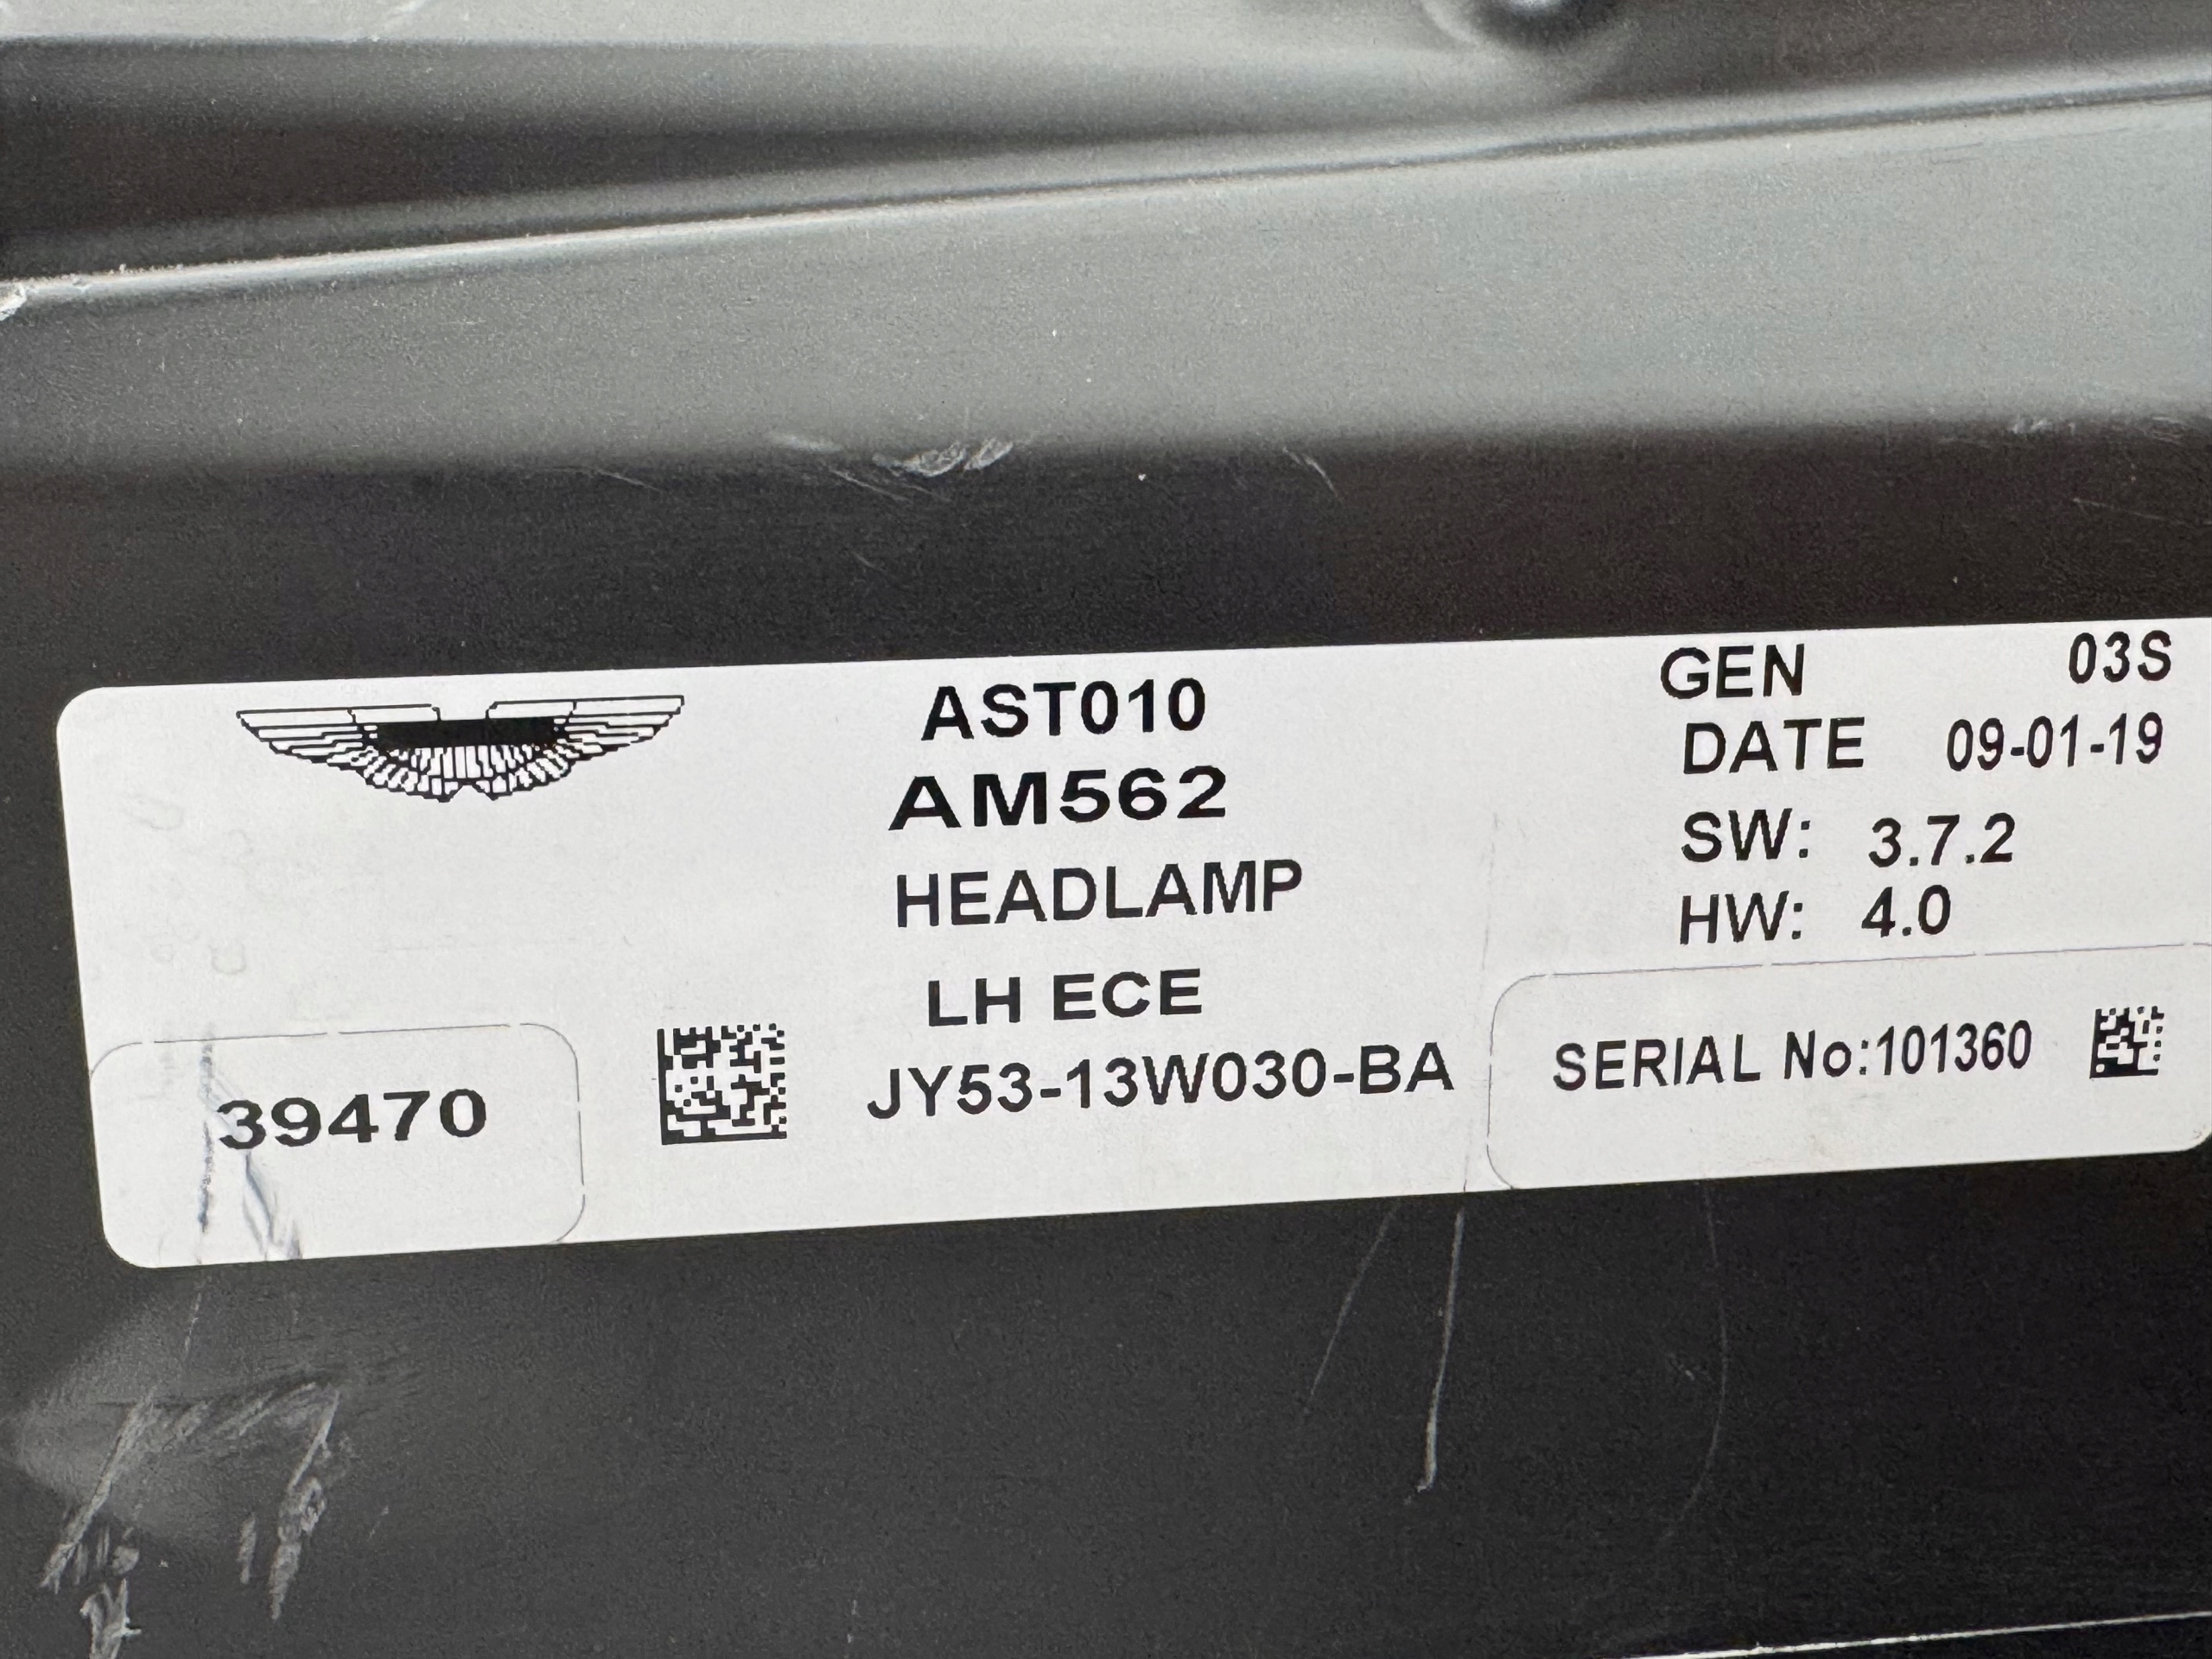 AST010
AM562
HEADLAMP
LH ECE
JY53-13W030-BA
39470
GEN 03S
DATE 09-01-19
SW: 3.7.2
HW: 4.0
SERIAL No:101360